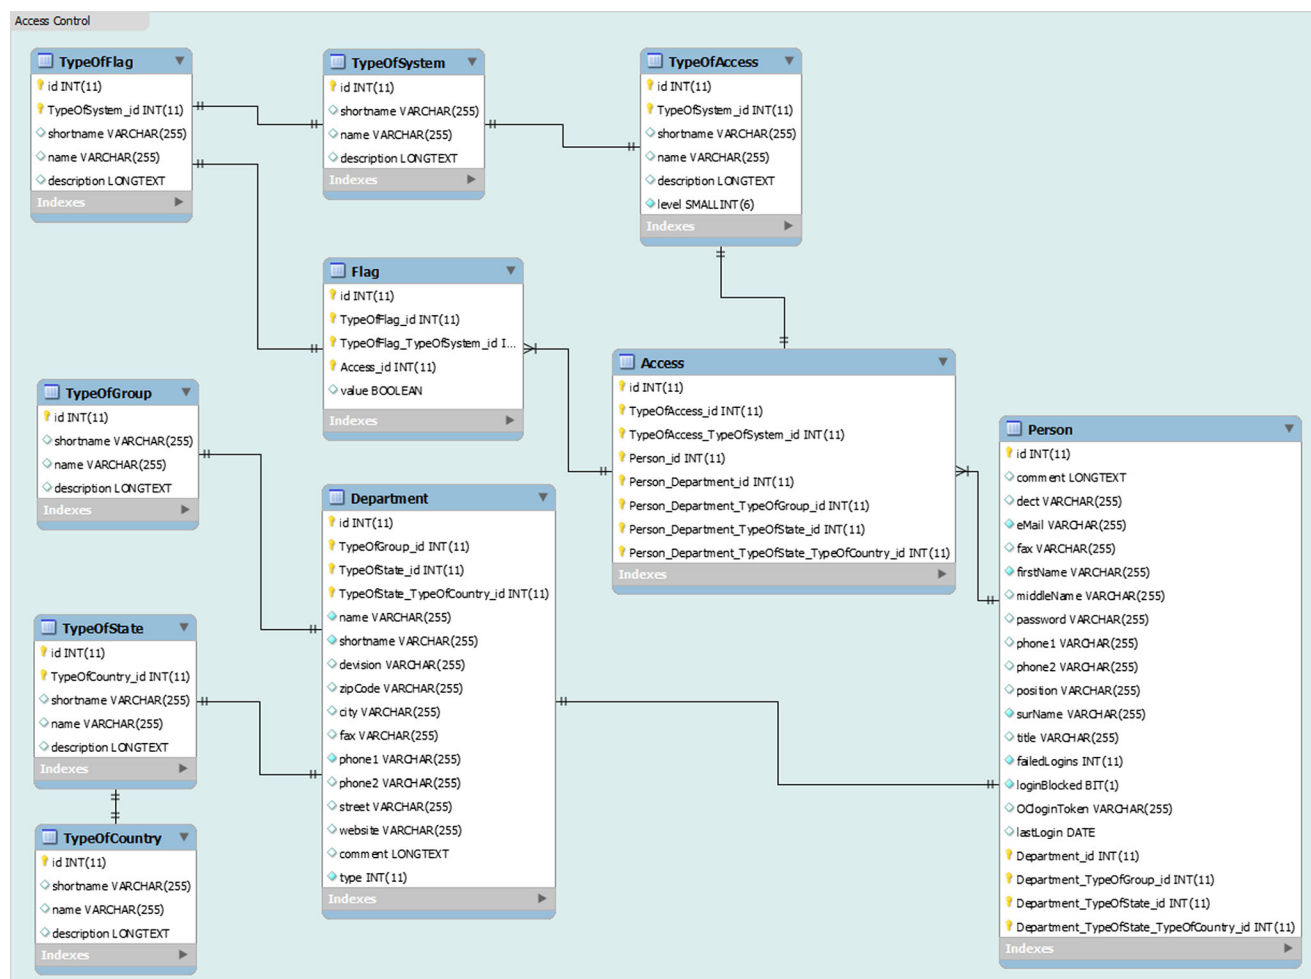 Access Control
TypeOfFlag
id INT(11)
TypeOfSystem_id INT(11)
shortname VARCHAR(255)
name VARCHAR(255)
description LONGTEXT
Indexes
TypeOfSystem
id INT(11)
shortname VARCHAR(255)
name VARCHAR(255)
description LONGTEXT
Indexes
TypeOfAccess
id INT(11)
TypeOfSystem_id INT(11)
shortname VARCHAR(255)
name VARCHAR(255)
description LONGTEXT
level SMALLINT(6)
Indexes
Flag
id INT(11)
TypeOfFlag_id INT(11)
TypeOfFlag_TypeOfSystem_id I...
Access_id INT(11)
value BOOLEAN
Indexes
Access
id INT(11)
TypeOfAccess_id INT(11)
TypeOfAccess_TypeOfSystem_id INT(11)
Person_id INT(11)
Person_Department_id INT(11)
Person_Department_TypeOfGroup_id INT(11)
Person_Department_TypeOfState_id INT(11)
Person_Department_TypeOfState_TypeOfCountry_id INT(11)
Indexes
TypeOfGroup
id INT(11)
shortname VARCHAR(255)
name VARCHAR(255)
description LONGTEXT
Indexes
Department
id INT(11)
TypeOfGroup_id INT(11)
TypeOfState_id INT(11)
TypeOfState_TypeOfCountry_id INT(11)
name VARCHAR(255)
shortname VARCHAR(255)
devision VARCHAR(255)
zipCode VARCHAR(255)
city VARCHAR(255)
fax VARCHAR(255)
phone1 VARCHAR(255)
phone2 VARCHAR(255)
street VARCHAR(255)
website VARCHAR(255)
comment LONGTEXT
type INT(11)
Indexes
Person
id INT(11)
comment LONGTEXT
dect VARCHAR(255)
eMail VARCHAR(255)
fax VARCHAR(255)
firstName VARCHAR(255)
middleName VARCHAR(255)
password VARCHAR(255)
phone1 VARCHAR(255)
phone2 VARCHAR(255)
position VARCHAR(255)
surName VARCHAR(255)
title VARCHAR(255)
failedLogins INT(11)
loginBlocked BIT(1)
OCloginToken VARCHAR(255)
lastLogin DATE
Department_id INT(11)
Department_TypeOfGroup_id INT(11)
Department_TypeOfState_id INT(11)
Department_TypeOfState_TypeOfCountry_id INT(11)
Indexes
TypeOfState
id INT(11)
TypeOfCountry_id INT(11)
shortname VARCHAR(255)
name VARCHAR(255)
description LONGTEXT
Indexes
TypeOfCountry
id INT(11)
shortname VARCHAR(255)
name VARCHAR(255)
description LONGTEXT
Indexes